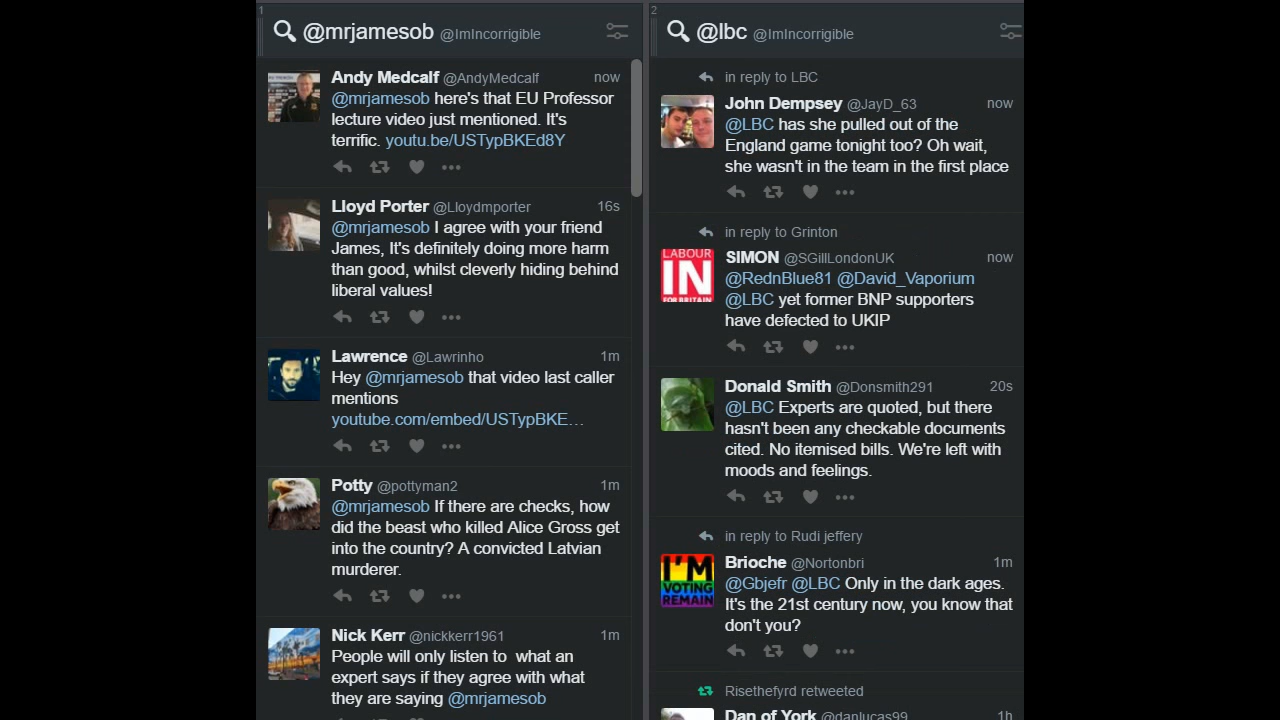 1
@mrjamesob @ImIncorrigible
Andy Medcalf @AndyMedcalf now
@mrjamesob here's that EU Professor
lecture video just mentioned. It's
terrific. youtu.be/USTypBKEd8Y
Lloyd Porter @Lloydmporter 16s
@mrjamesob I agree with your friend
James, It's definitely doing more harm
than good, whilst cleverly hiding behind
liberal values!
Lawrence @Lawrinho 1m
Hey @mrjamesob that video last caller
mentions
youtube.com/embed/USTypBKE…
Potty @pottyman2 1m
@mrjamesob If there are checks, how
did the beast who killed Alice Gross get
into the country? A convicted Latvian
murderer.
Nick Kerr @nickkerr1961 1m
People will only listen to  what an
expert says if they agree with what
they are saying @mrjamesob
2
@lbc @ImIncorrigible
in reply to LBC
John Dempsey @JayD_63 now
@LBC has she pulled out of the
England game tonight too? Oh wait,
she wasn't in the team in the first place
in reply to Grinton
SIMON @SGillLondonUK now
LABOUR
IN
FOR BRITAIN
@RednBlue81 @David_Vaporium
@LBC yet former BNP supporters
have defected to UKIP
Donald Smith @Donsmith291 20s
@LBC Experts are quoted, but there
hasn't been any checkable documents
cited. No itemised bills. We're left with
moods and feelings.
in reply to Rudi jeffery
Brioche @Nortonbri 1m
I'M
VOTING
REMAIN
@Gbjefr @LBC Only in the dark ages.
It's the 21st century now, you know that
don't you?
Risethefyrd retweeted
Dan of York @danlucas99 1h